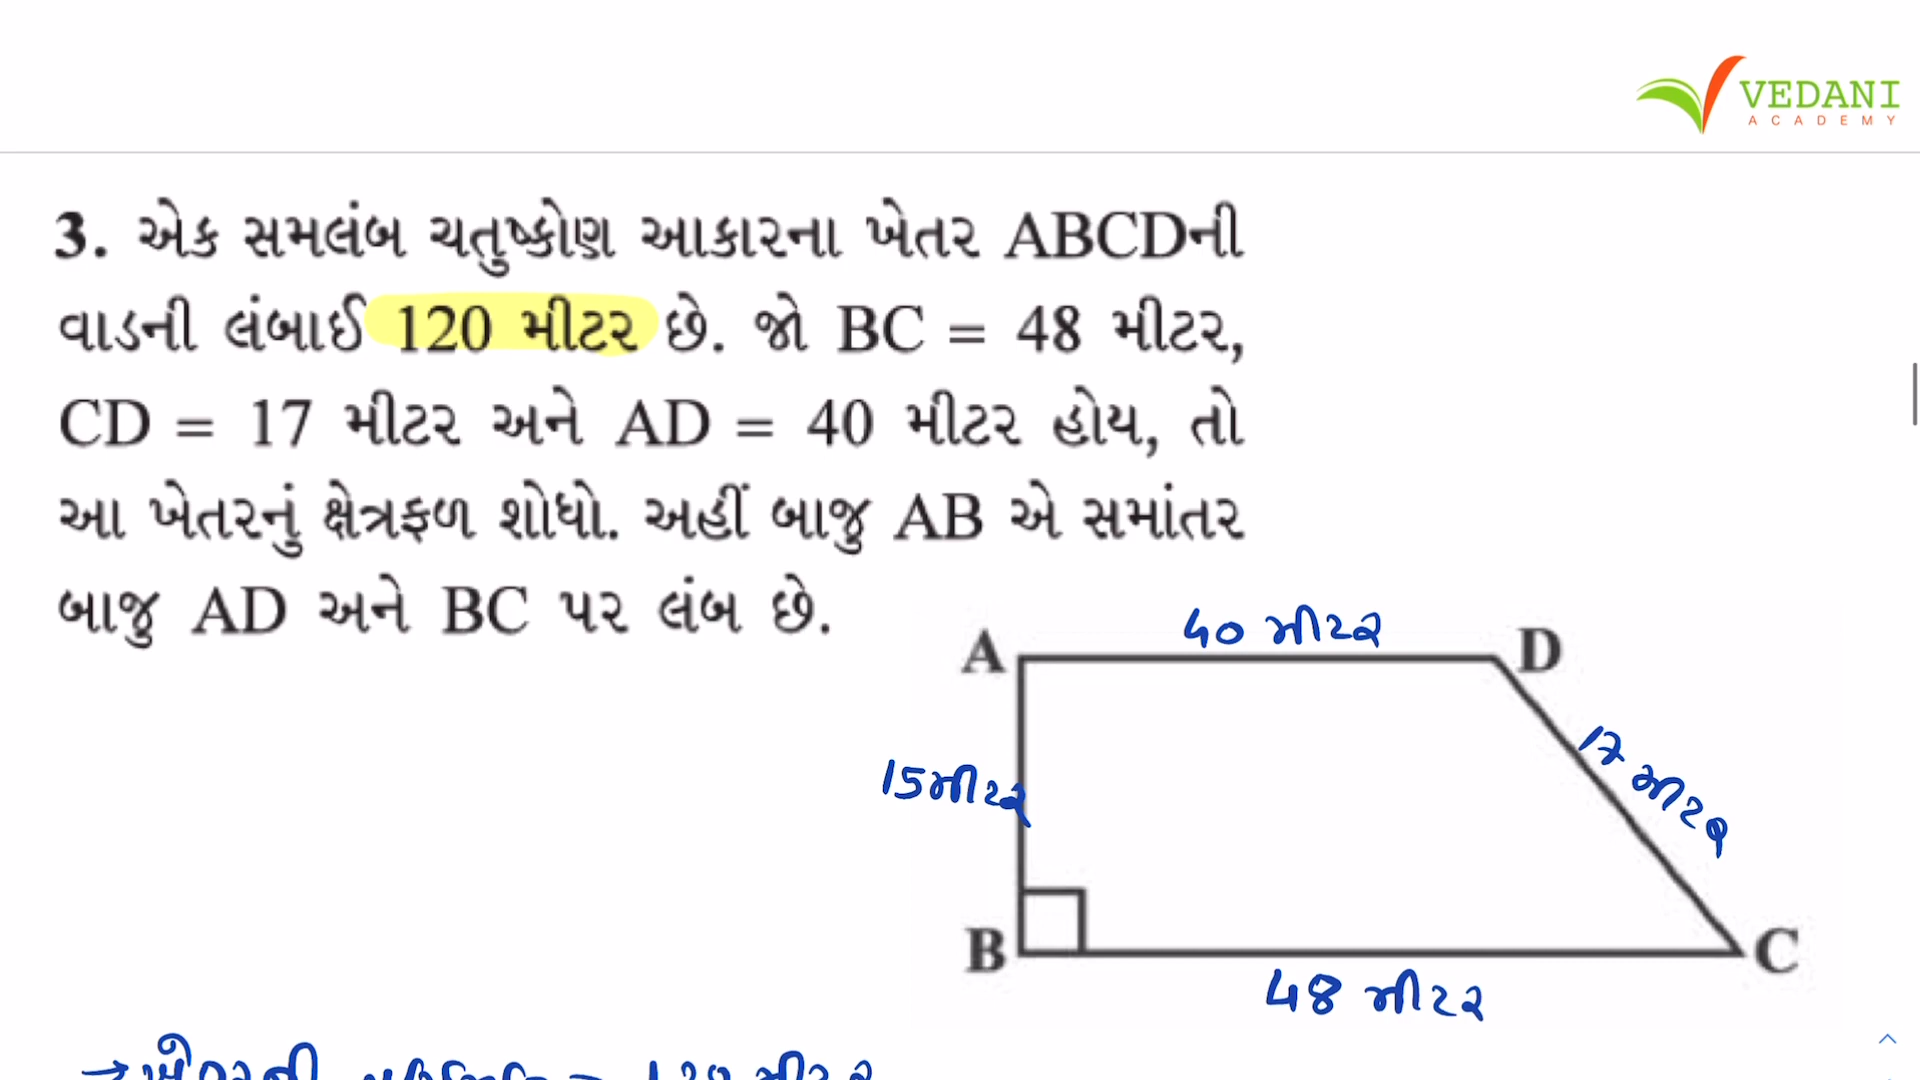 VEDANI
ACADEMY
3. એક સમલંબ ચતુષ્કોણ આકારના ખેતર ABCDની
વાડની લંબાઈ 120 મીટર છે. જો BC = 48 મીટર,
CD = 17 મીટર અને AD = 40 મીટર હોય, તો
આ ખેતરનું ક્ષેત્રફળ શોધો. અહીં બાજુ AB એ સમાંતર
બાજુ AD અને BC પર લંબ છે.
40 મીટર
A
D
17 મીટર
15મીટર
B
C
48 મીટર